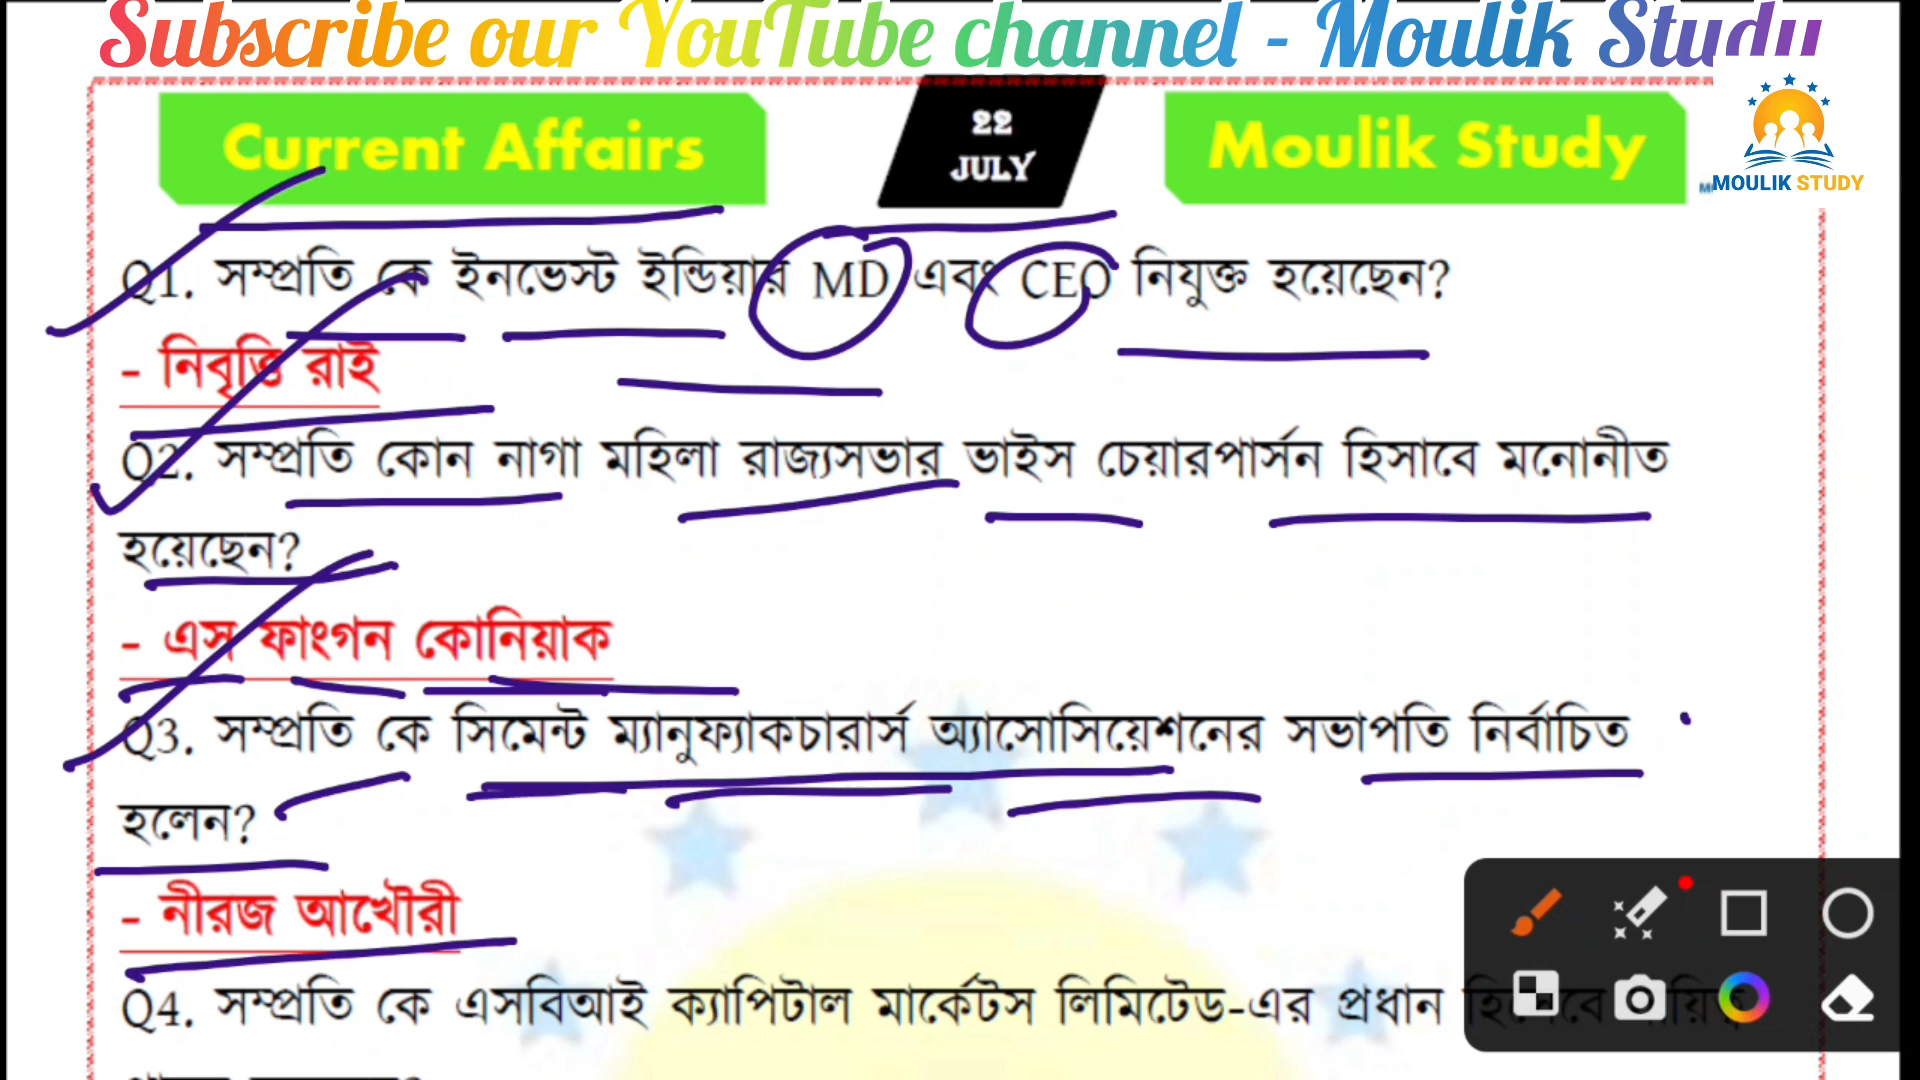 Subscribe our YouTube channel - Moulik Study
Current Affairs
22
JULY
Moulik Study
MOULIK STUDY
Q1. সম্প্রতি কে ইনভেস্ট ইন্ডিয়ার MD এবং CEO নিযুক্ত হয়েছেন?
- নিবৃত্তি রাই
Q2. সম্প্রতি কোন নাগা মহিলা রাজ্যসভার ভাইস চেয়ারপার্সন হিসাবে মনোনীত
হয়েছেন?
- এস ফাংগন কোনিয়াক
Q3. সম্প্রতি কে সিমেন্ট ম্যানুফ্যাকচারার্স অ্যাসোসিয়েশনের সভাপতি নির্বাচিত
হলেন?
- নীরজ আখৌরী
Q4. সম্প্রতি কে এসবিআই ক্যাপিটাল মার্কেটস লিমিটেড-এর প্রধান